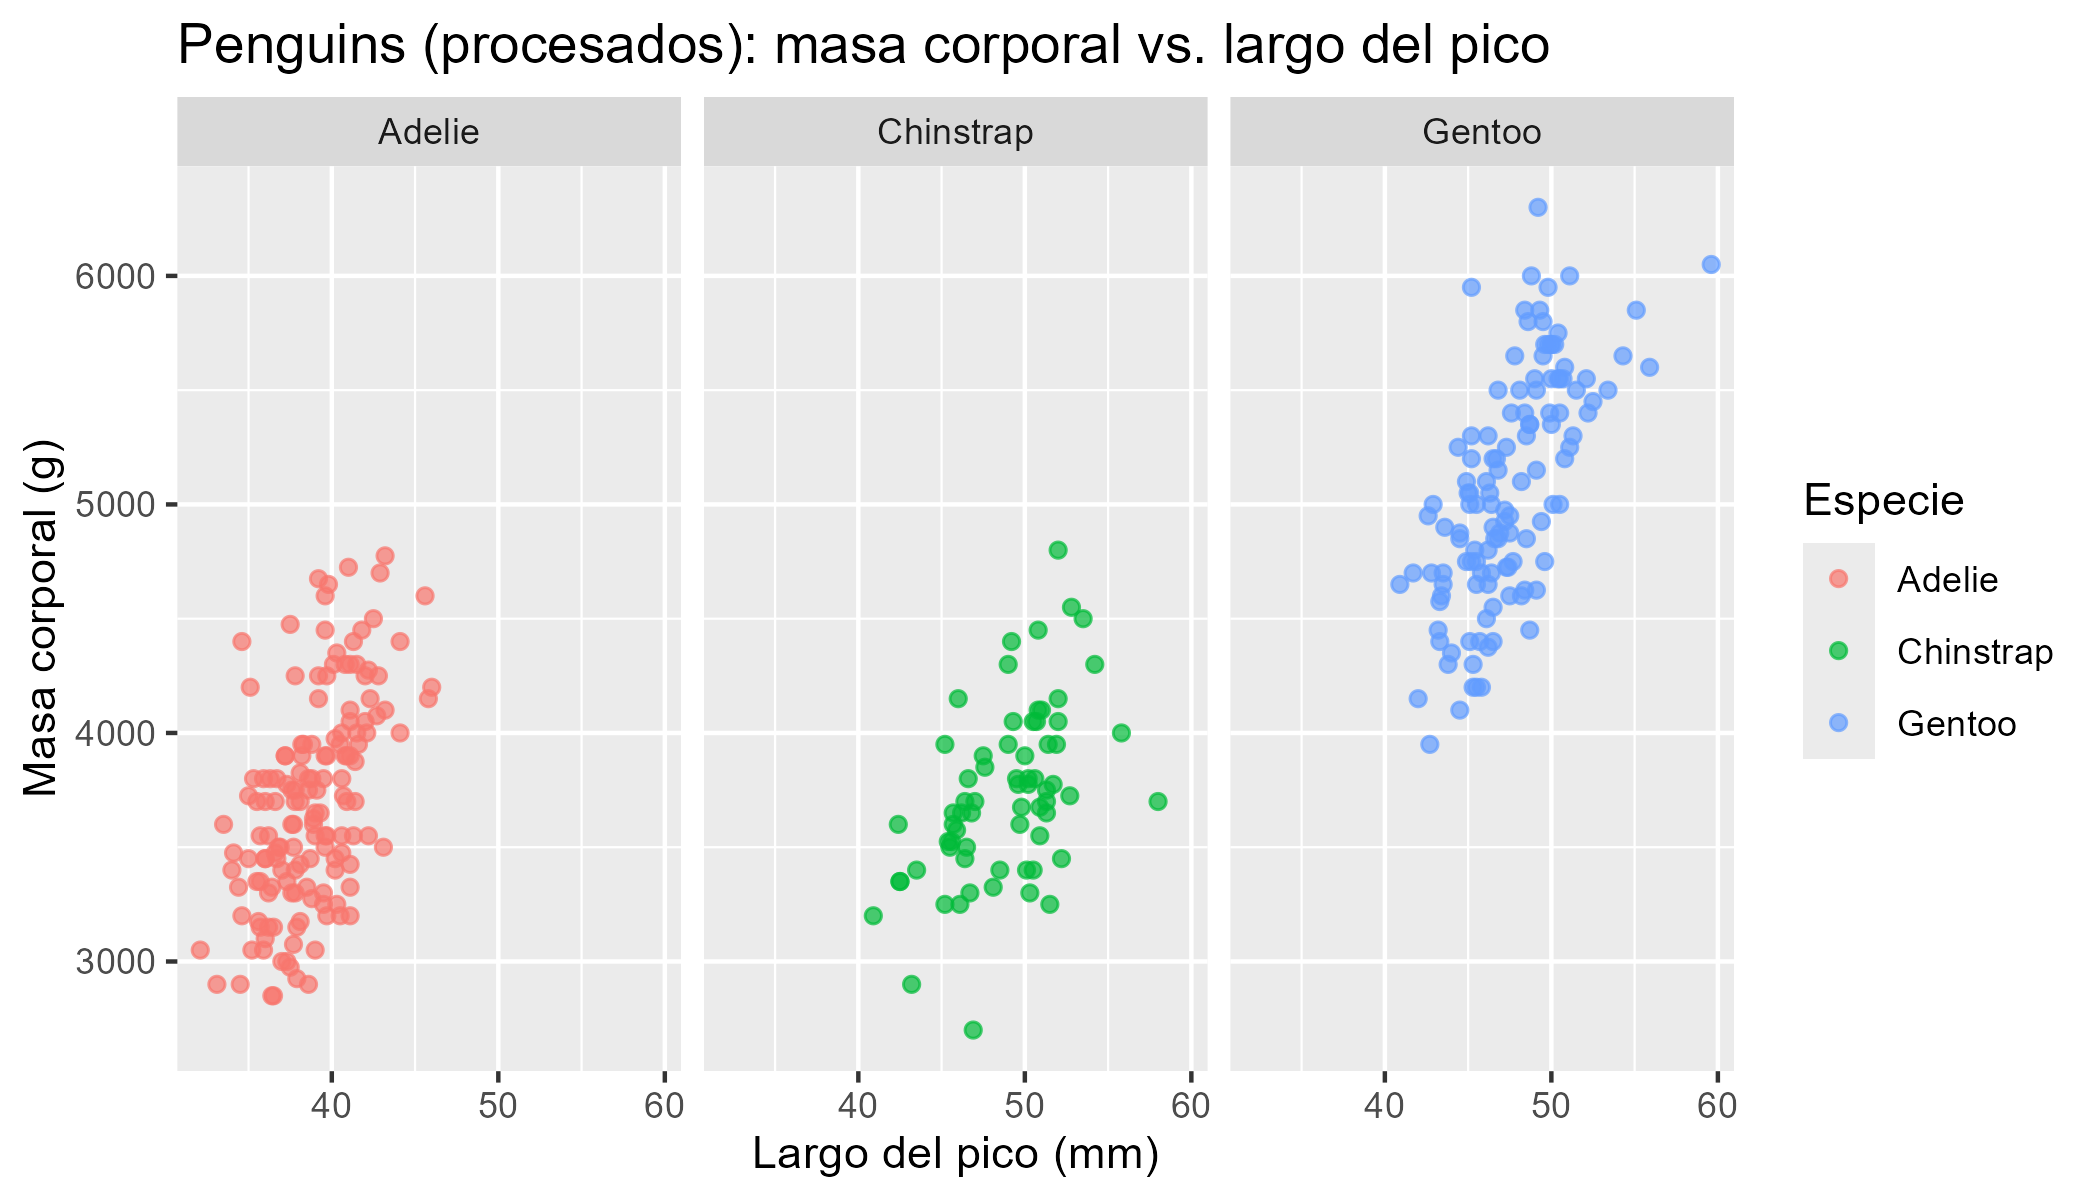 Penguins (procesados): masa corporal vs. largo del pico
Adelie
Chinstrap
Gentoo
Masa corporal (g)
6000
5000
4000
3000
40
50
60
40
50
60
40
50
60
Largo del pico (mm)
Especie
Adelie
Chinstrap
Gentoo